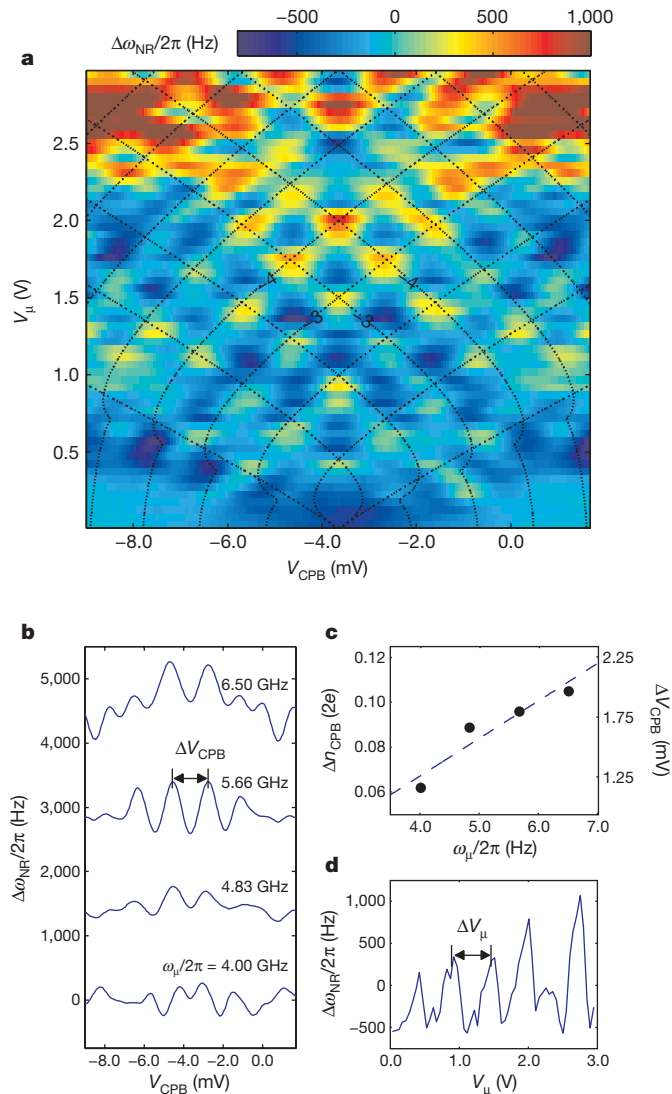 Δω_NR/2π (Hz)
−500 0 500 1,000
a
2.5
2.0
1.5
1.0
0.5
V_μ (V)
−4 −4
−3 −3
−8.0 −6.0 −4.0 −2.0 0.0
V_CPB (mV)
b
5,000
3,000
1,000
0
Δω_NR/2π (Hz)
6.50 GHz
ΔV_CPB
5.66 GHz
4.83 GHz
ω_μ/2π = 4.00 GHz
−8.0 −6.0 −4.0 −2.0 0.0
V_CPB (mV)
c
0.12
0.10
0.08
0.06
Δn_CPB (2e)
2.25
1.75
1.25
ΔV_CPB (mV)
4.0 5.0 6.0 7.0
ω_μ/2π (Hz)
d
1,000
500
0
−500
Δω_NR/2π (Hz)
ΔV_μ
0.0 1.0 2.0 3.0
V_μ (V)